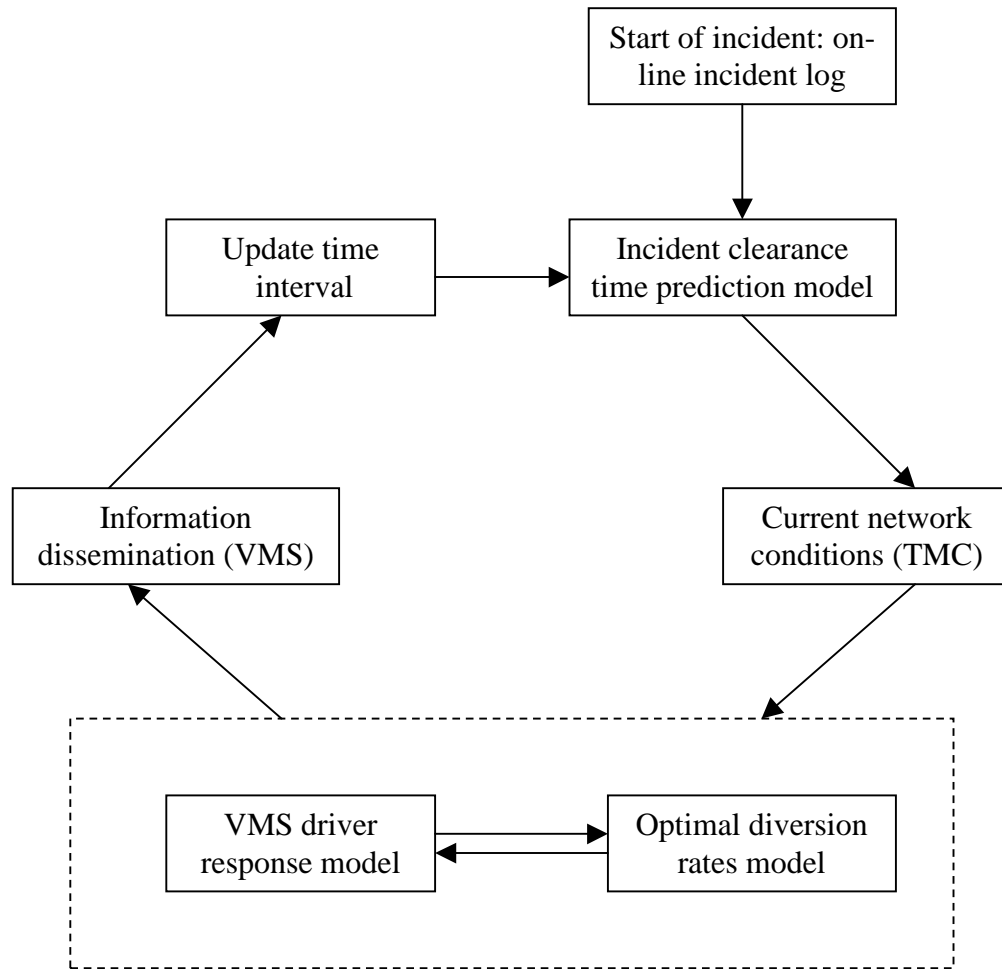 Start of incident: on-
line incident log
Update time
interval
Incident clearance
time prediction model
Information
dissemination (VMS)
Current network
conditions (TMC)
VMS driver
response model
Optimal diversion
rates model